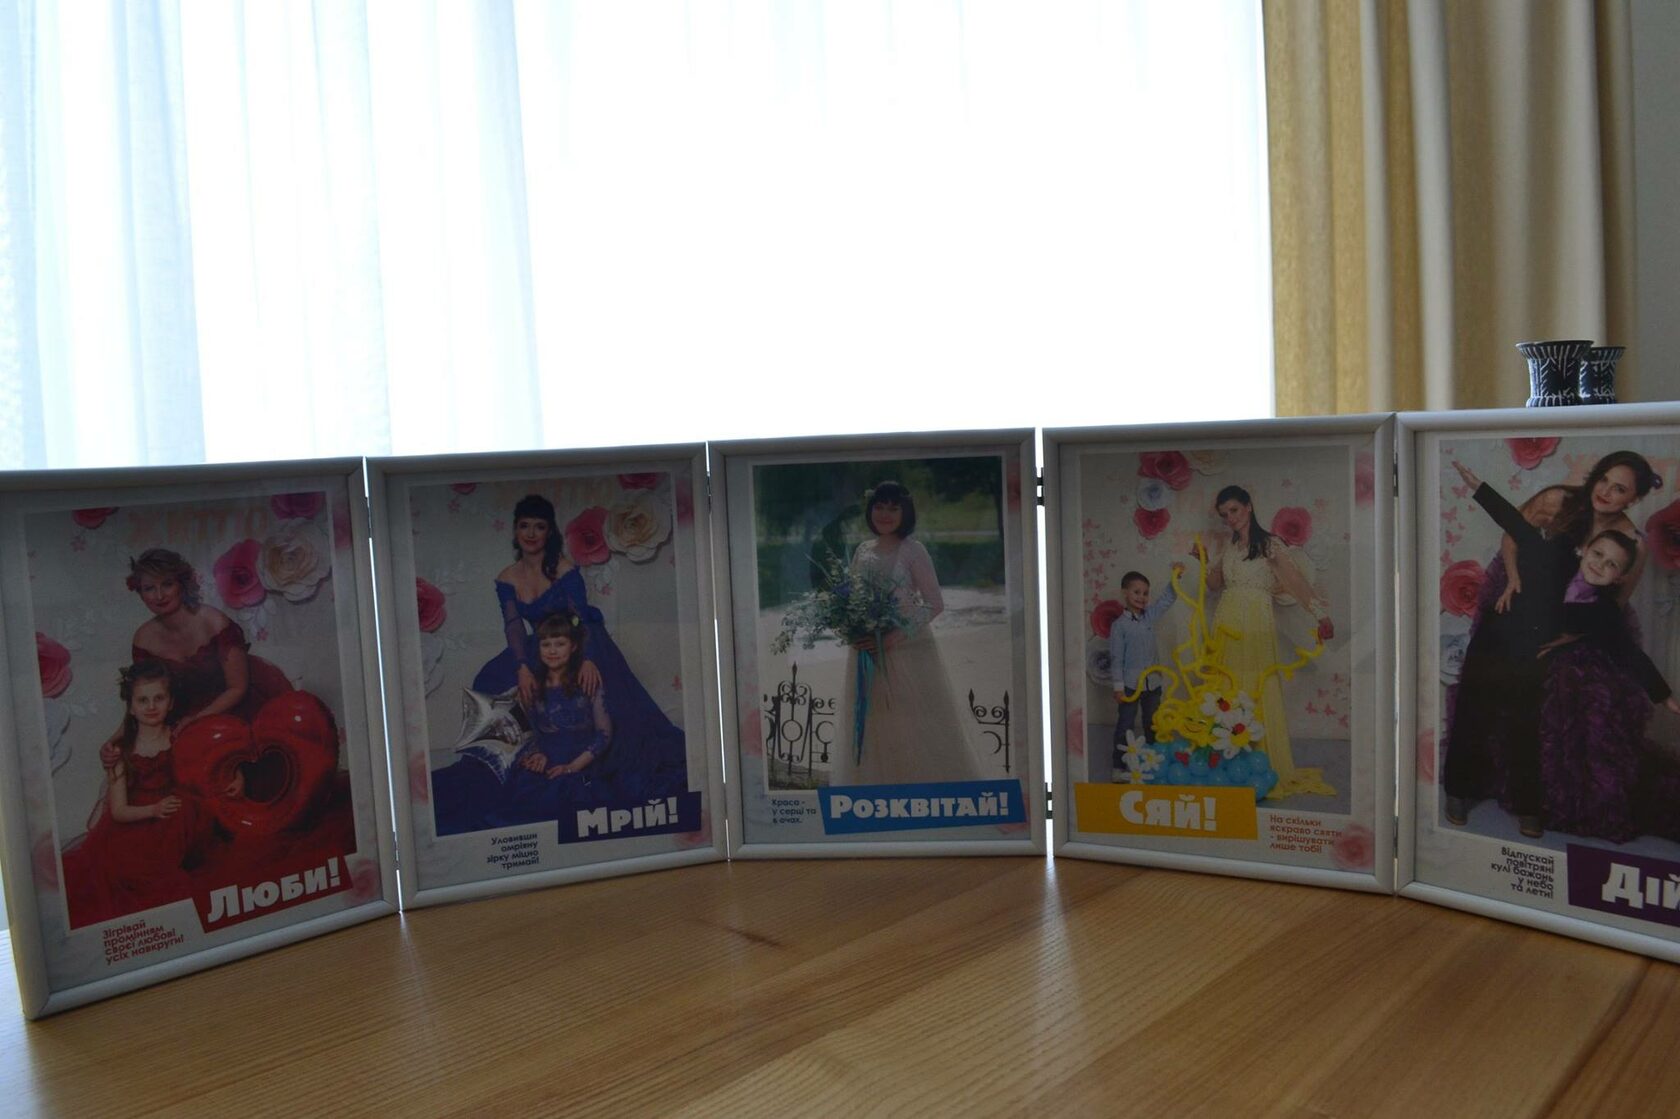 життю
Люби!
Зігрівай
промінням
своєї любові
усіх навкруги!
Мрій!
Уловивши
омріяну
зірку міцно
тримай!
Розквітай!
Краса -
у серці та
в очах.
Сяй!
На скільки
яскраво сяяти
- вирішувати
лише тобі!
Відпускай
повітряні
кулі бажань
у небо
та лети!
Дій